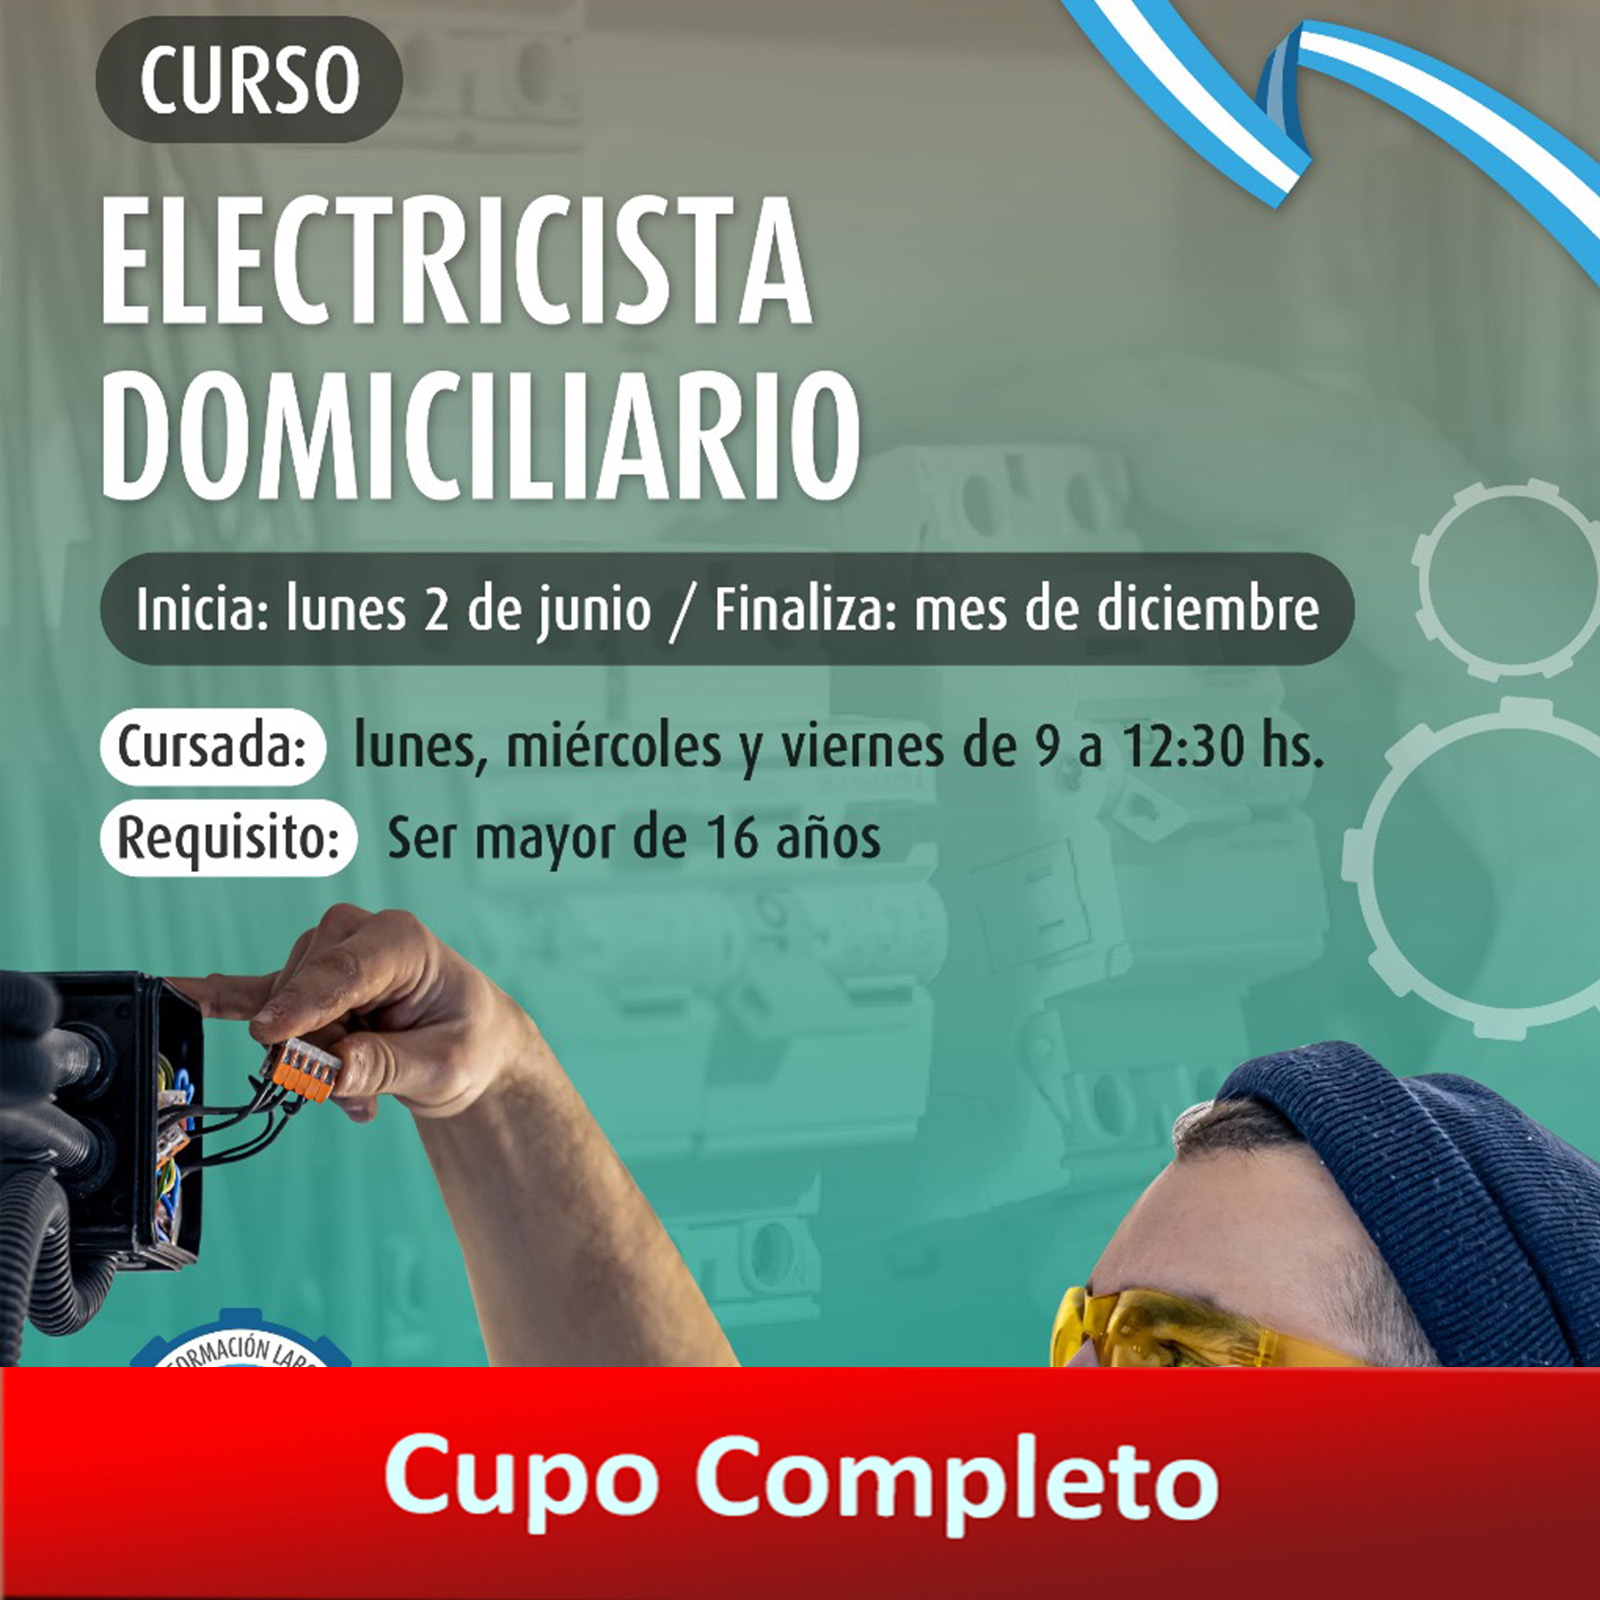 CURSO
ELECTRICISTA
DOMICILIARIO
Inicia: lunes 2 de junio / Finaliza: mes de diciembre
Cursada: lunes, miércoles y viernes de 9 a 12:30 hs.
Requisito: Ser mayor de 16 años
Cupo Completo